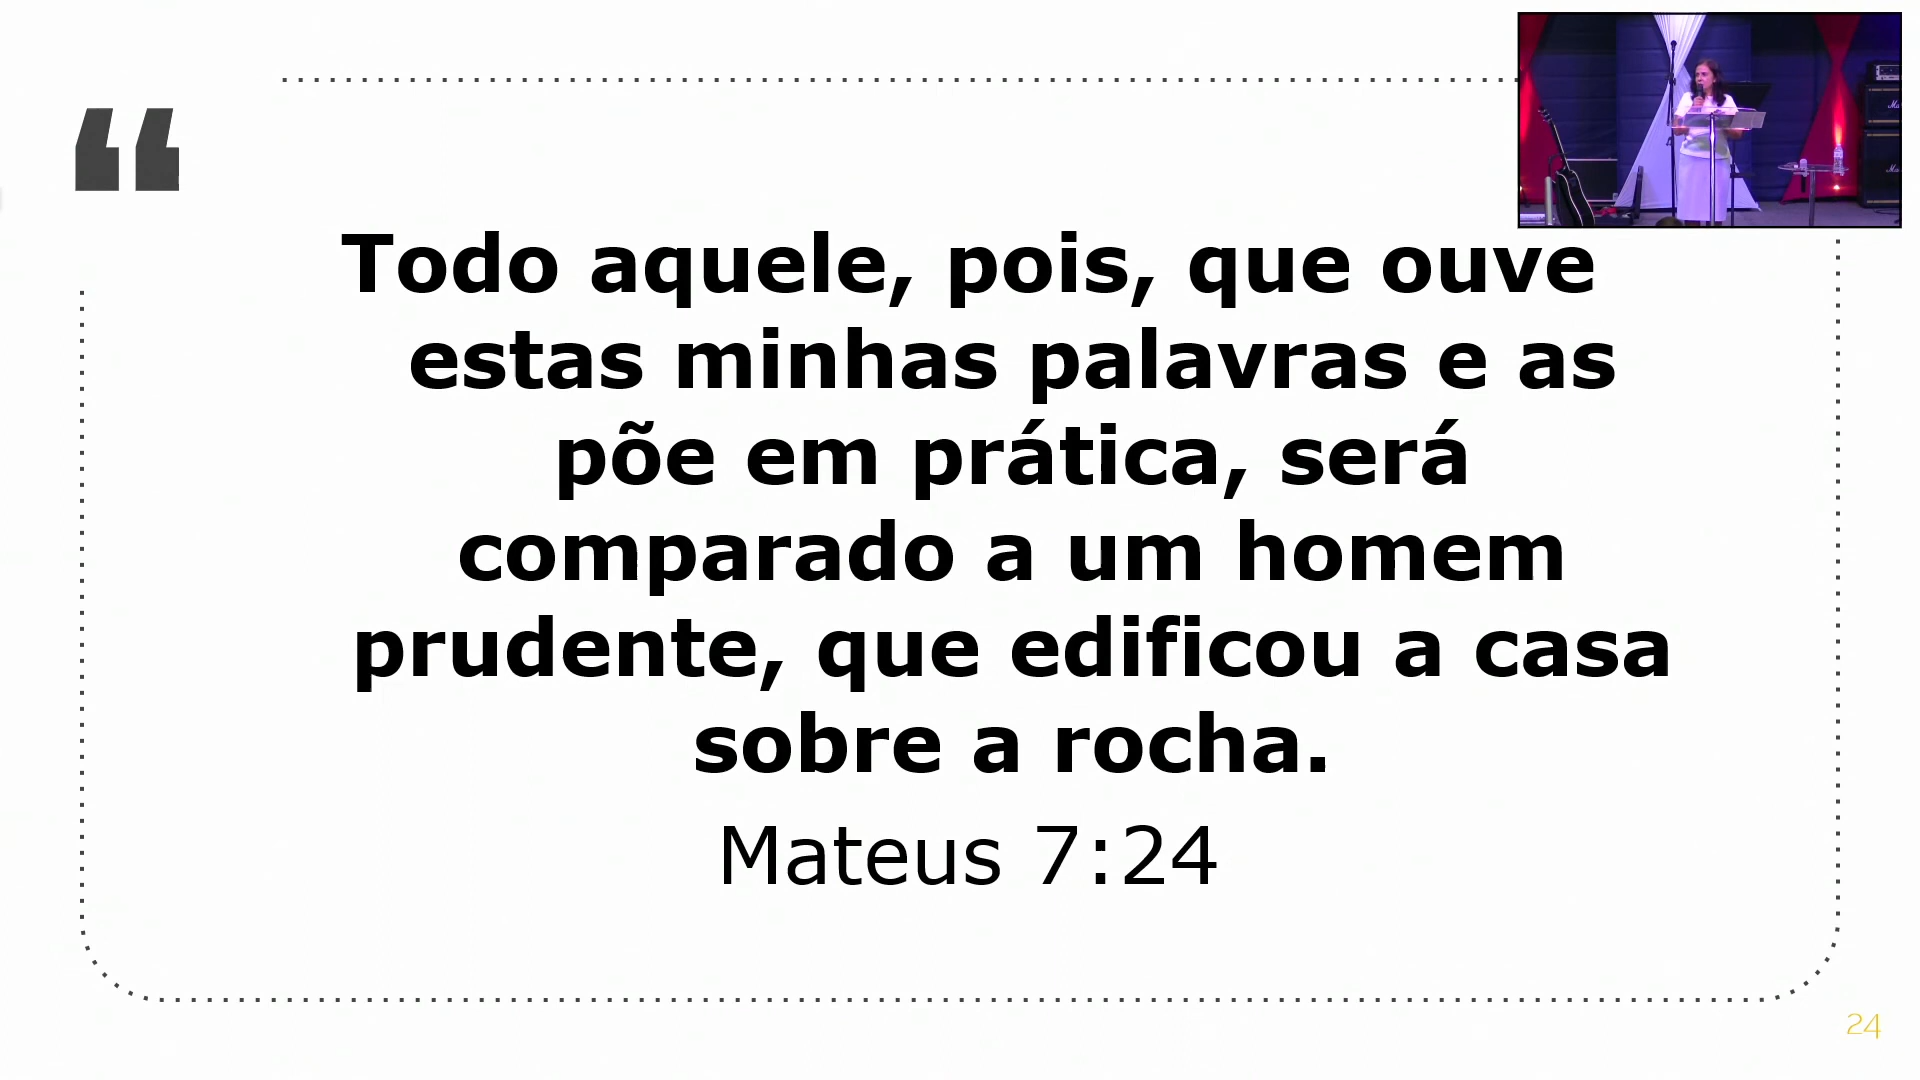 “
Todo aquele, pois, que ouve
estas minhas palavras e as
põe em prática, será
comparado a um homem
prudente, que edificou a casa
sobre a rocha.
Mateus 7:24
24